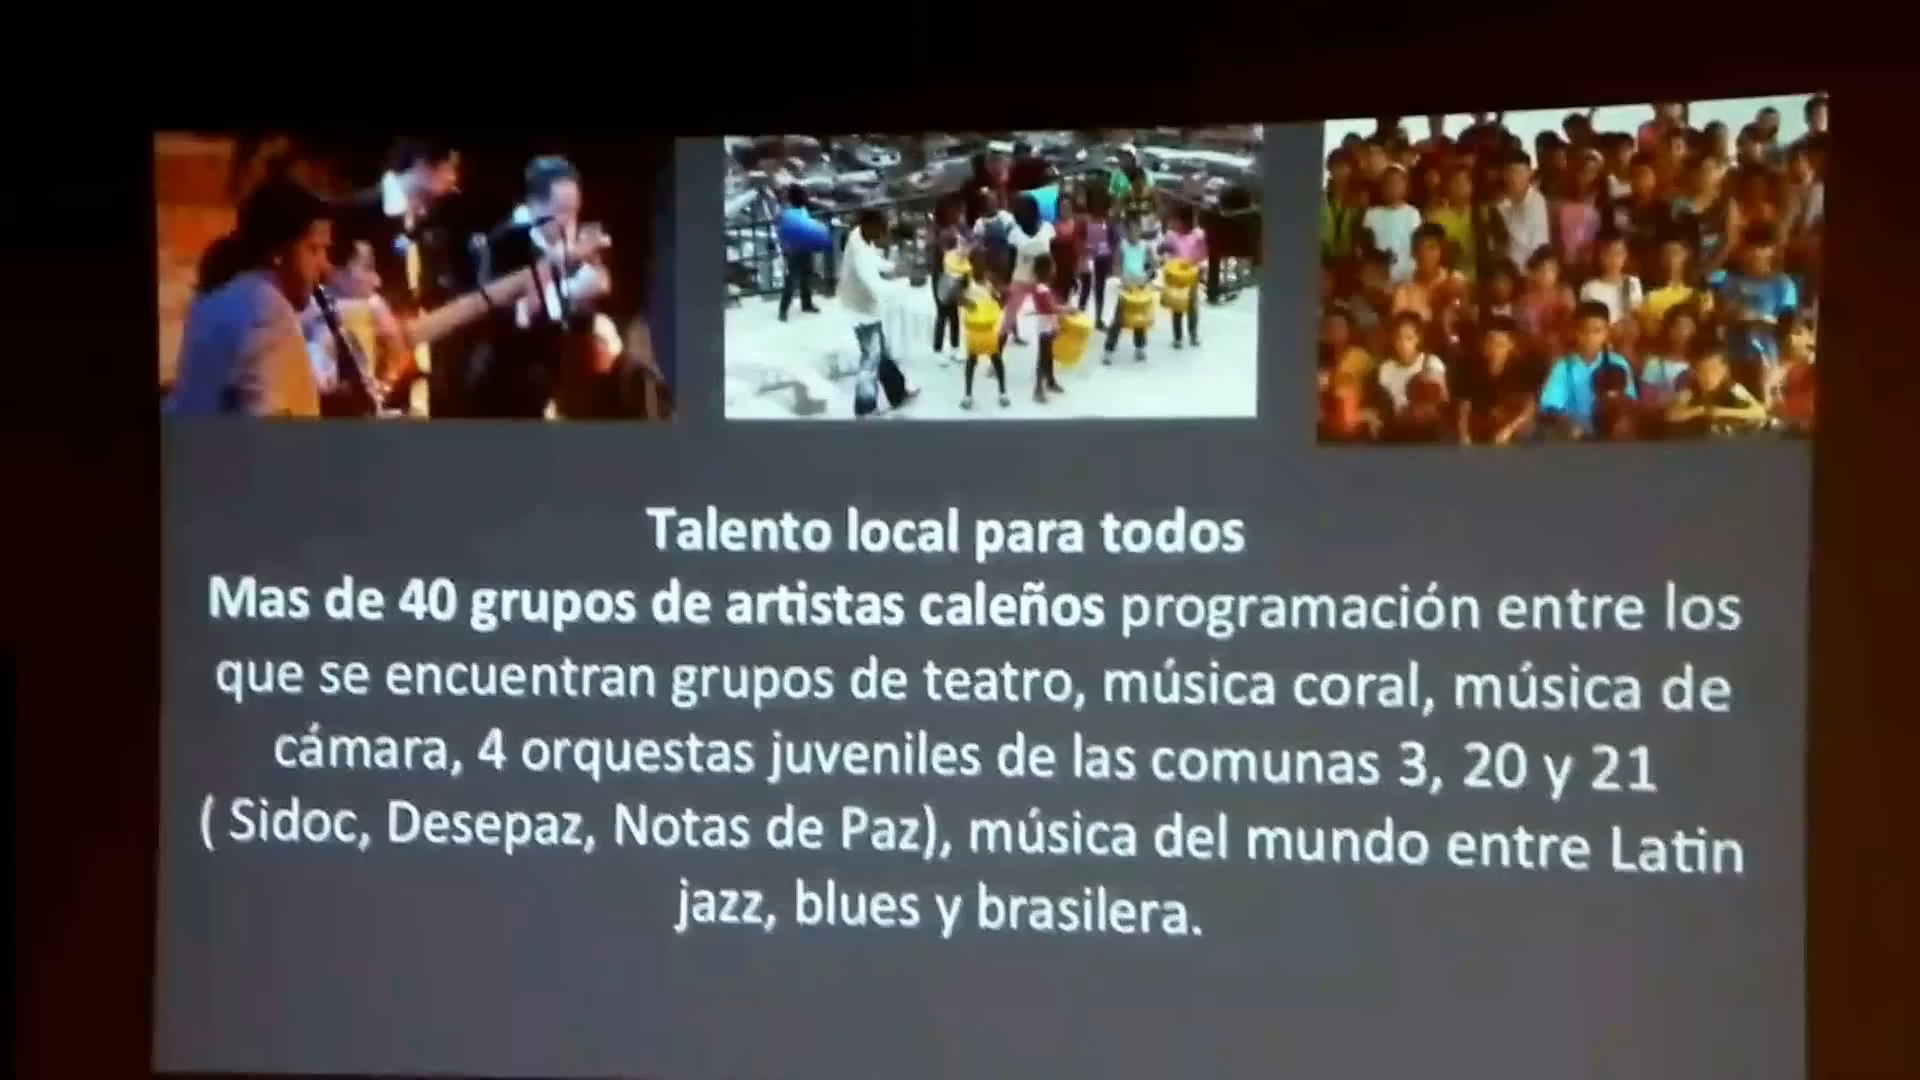 Talento local para todos
Mas de 40 grupos de artistas caleños programación entre los
que se encuentran grupos de teatro, música coral, música de
cámara, 4 orquestas juveniles de las comunas 3, 20 y 21
( Sidoc, Desepaz, Notas de Paz), música del mundo entre Latin
jazz, blues y brasilera.